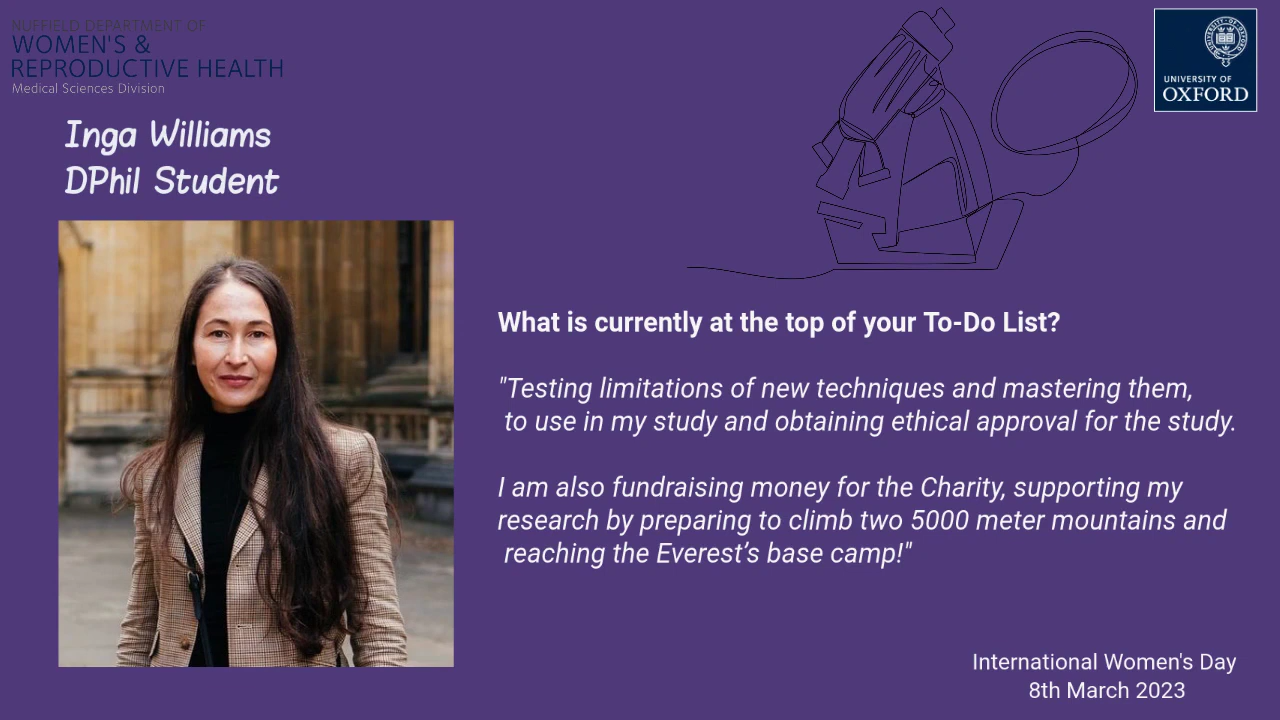 NUFFIELD DEPARTMENT OF
WOMEN'S &
REPRODUCTIVE HEALTH
Medical Sciences Division
UNIVERSITY OF
OXFORD
Inga Williams
DPhil Student
What is currently at the top of your To-Do List?
"Testing limitations of new techniques and mastering them,
to use in my study and obtaining ethical approval for the study.
I am also fundraising money for the Charity, supporting my
research by preparing to climb two 5000 meter mountains and
reaching the Everest’s base camp!"
International Women's Day
8th March 2023